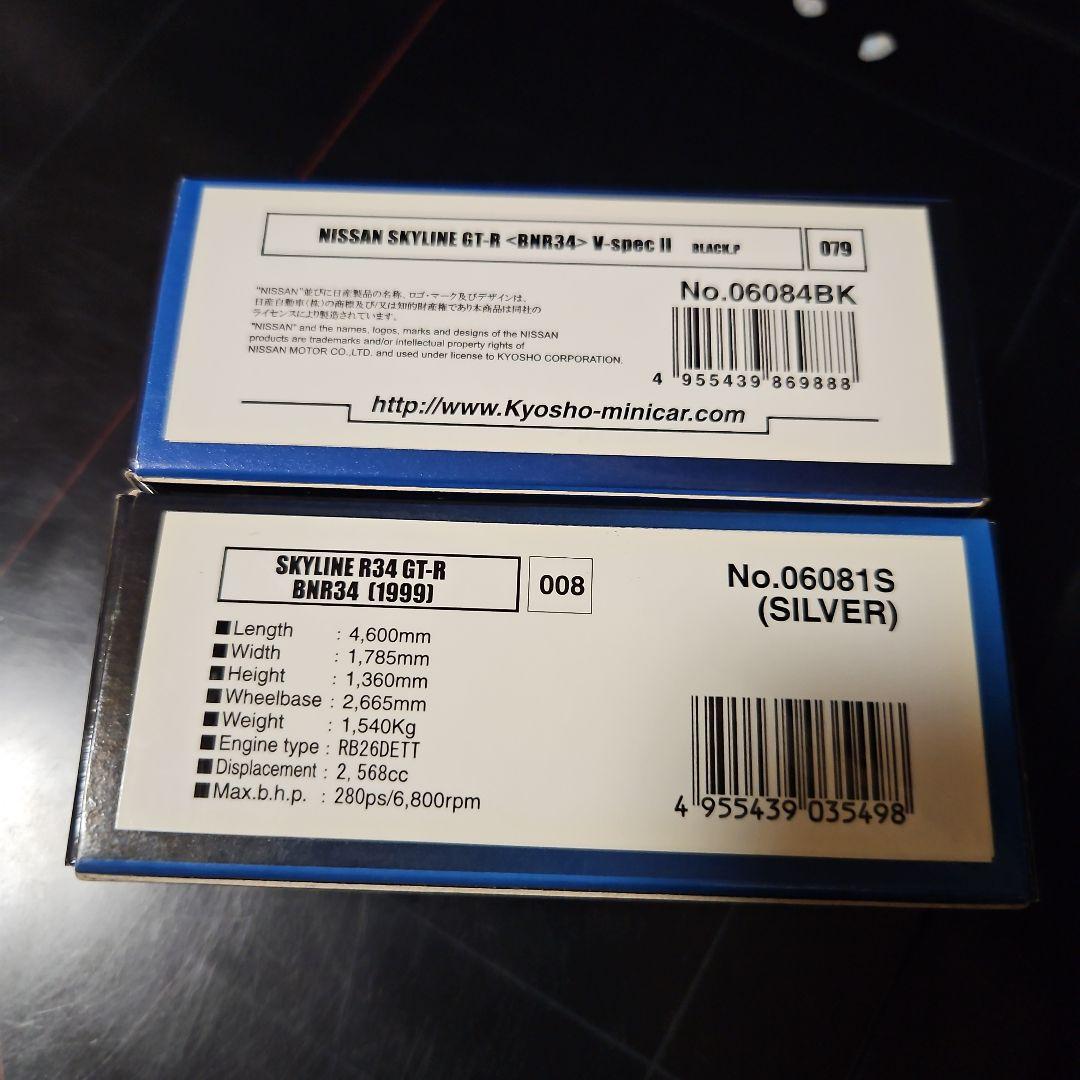 NISSAN SKYLINE GT-R <BNR34> V-spec II BLACK.P 079
No.06084BK
"NISSAN"並びに日産製品の名称、ロゴ・マーク及びデザインは、
日産自動車(株)の商標及び/又は知的財産権であり本商品は同社の
ライセンスにより製造されています。
"NISSAN" and the names, logos, marks and designs of the NISSAN
products are trademarks and/or intellectual property rights of
NISSAN MOTOR CO.,LTD. and used under license to KYOSHO CORPORATION.
4 955439 869888
http://www.Kyosho-minicar.com
SKYLINE R34 GT-R
BNR34 (1999)
008
No.06081S
(SILVER)
■Length : 4,600mm
■Width : 1,785mm
■Height : 1,360mm
■Wheelbase : 2,665mm
■Weight : 1,540Kg
■Engine type : RB26DETT
■Displacement : 2,568cc
■Max.b.h.p. : 280ps/6,800rpm
4 955439 035498